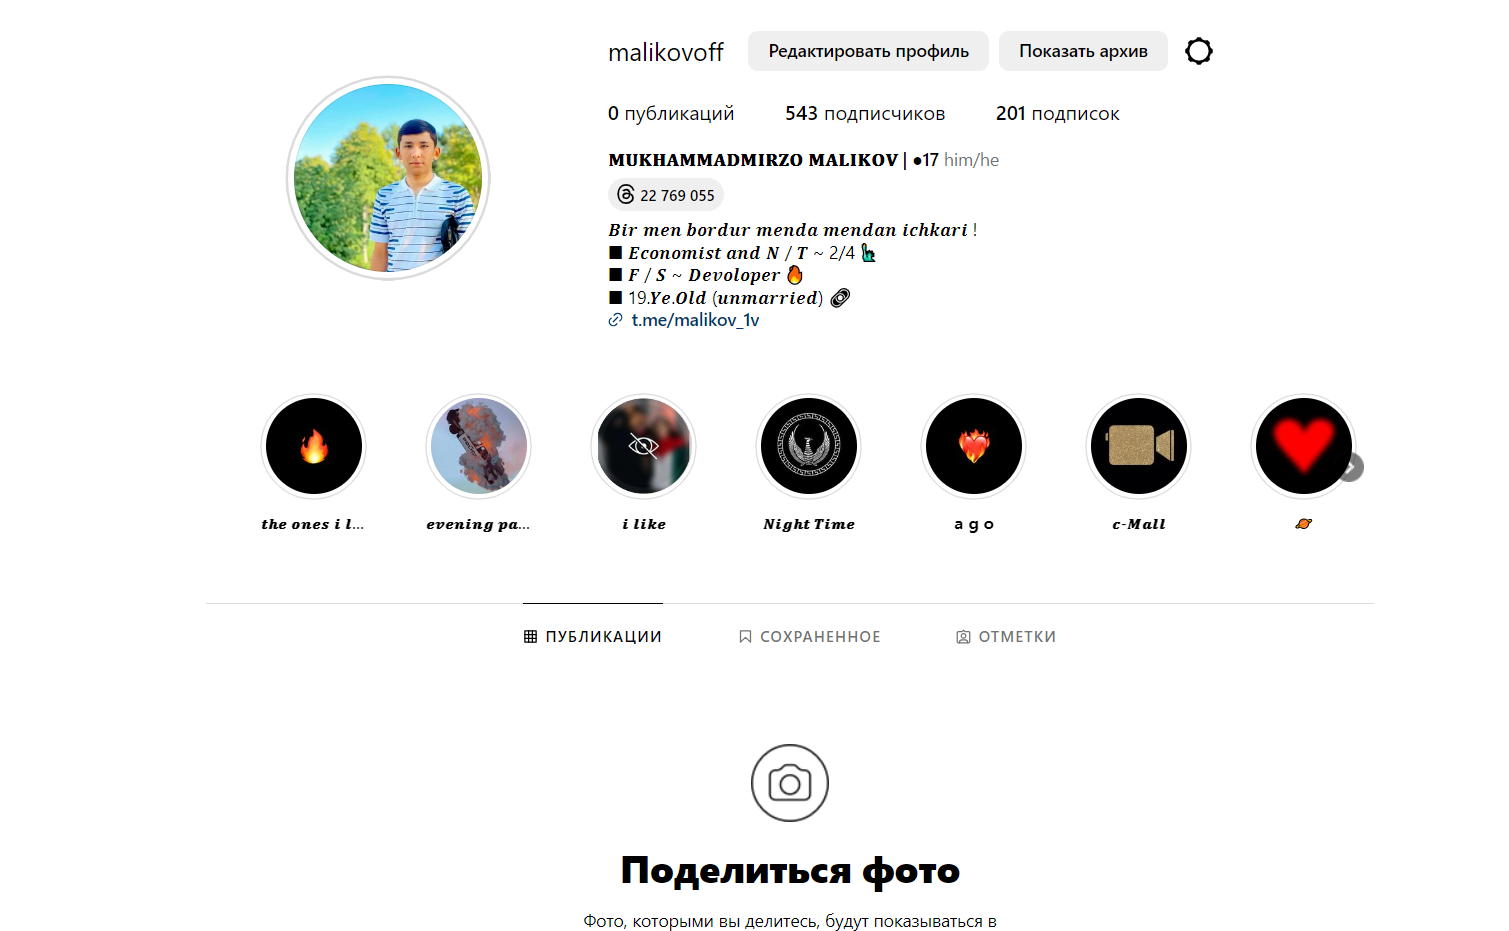 malikovoff Редактировать профиль Показать архив
0 публикаций 543 подписчиков 201 подписок
MUKHAMMADMIRZO MALIKOV | ●17 him/he
22 769 055
Bir men bordur menda mendan ichkari !
■ Economist and N / T ~ 2/4
■ F / S ~ Devoloper 🔥
■ 19.Ye.Old (unmarried)
t.me/malikov_1v
the ones i l...
evening pa...
i like
Night Time
a g o
c-Mall
🪐
ПУБЛИКАЦИИ
СОХРАНЕННОЕ
ОТМЕТКИ
Поделиться фото
Фото, которыми вы делитесь, будут показываться в